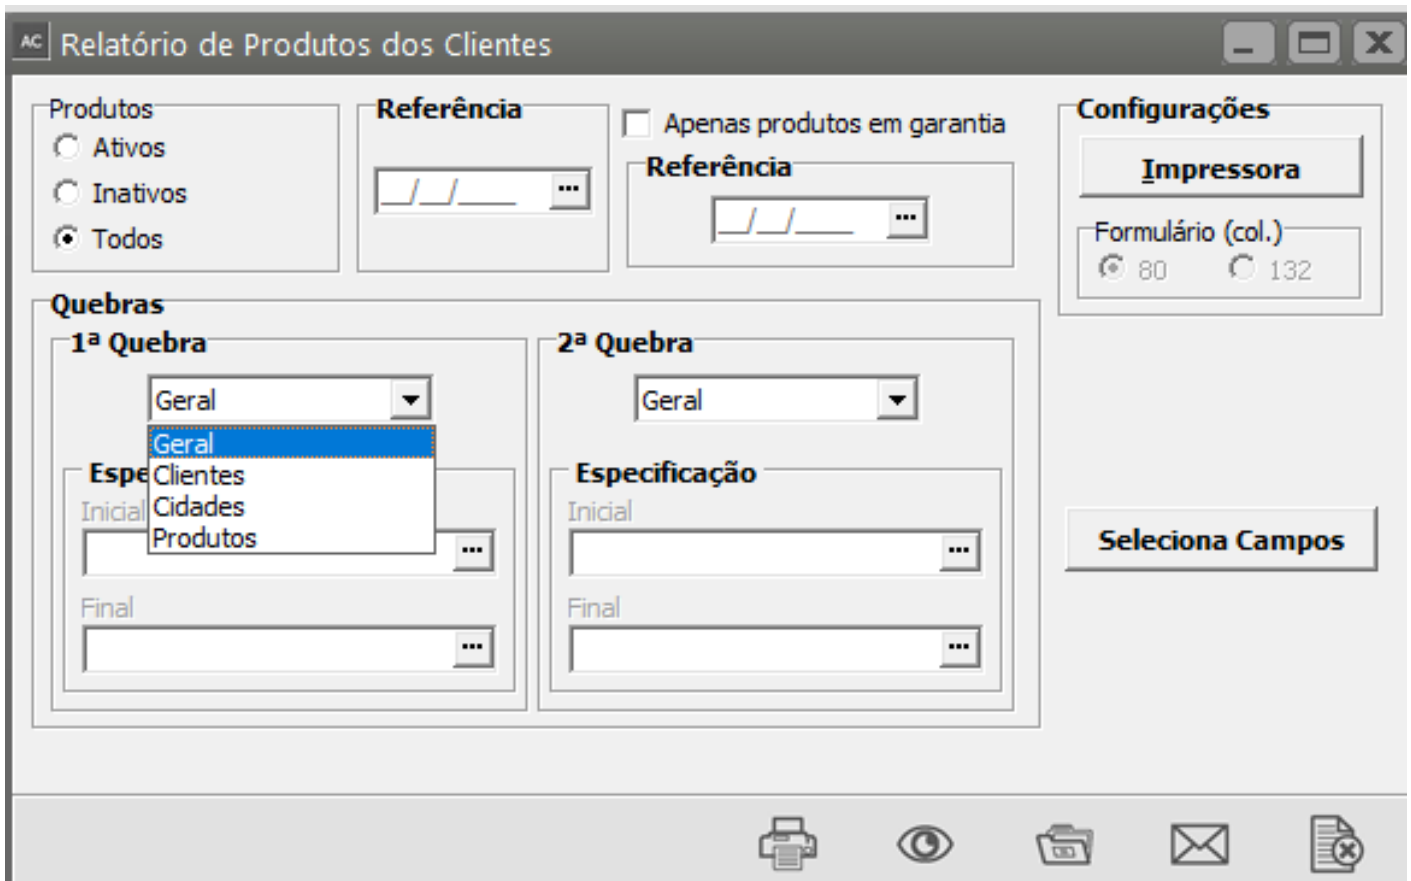 AC Relatório de Produtos dos Clientes
Produtos
Ativos
Inativos
Todos
Referência
__/__/____ ...
Apenas produtos em garantia
Referência
__/__/____ ...
Configurações
Impressora
Formulário (col.)
80 132
Quebras
1ª Quebra
Geral
Geral
Clientes
Cidades
Produtos
Espe
Inicial
...
Final
...
2ª Quebra
Geral
Especificação
Inicial
...
Final
...
Seleciona Campos